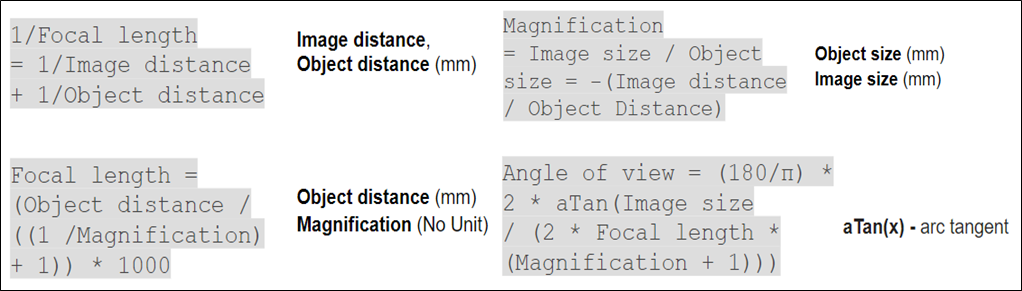 1/Focal length
= 1/Image distance
+ 1/Object distance
Image distance,
Object distance (mm)
Magnification
= Image size / Object
size = -(Image distance
/ Object Distance)
Object size (mm)
Image size (mm)
Focal length =
(Object distance /
((1 /Magnification)
+ 1)) * 1000
Object distance (mm)
Magnification (No Unit)
Angle of view = (180/π) *
2 * aTan(Image size
/ (2 * Focal length *
(Magnification + 1)))
aTan(x) - arc tangent